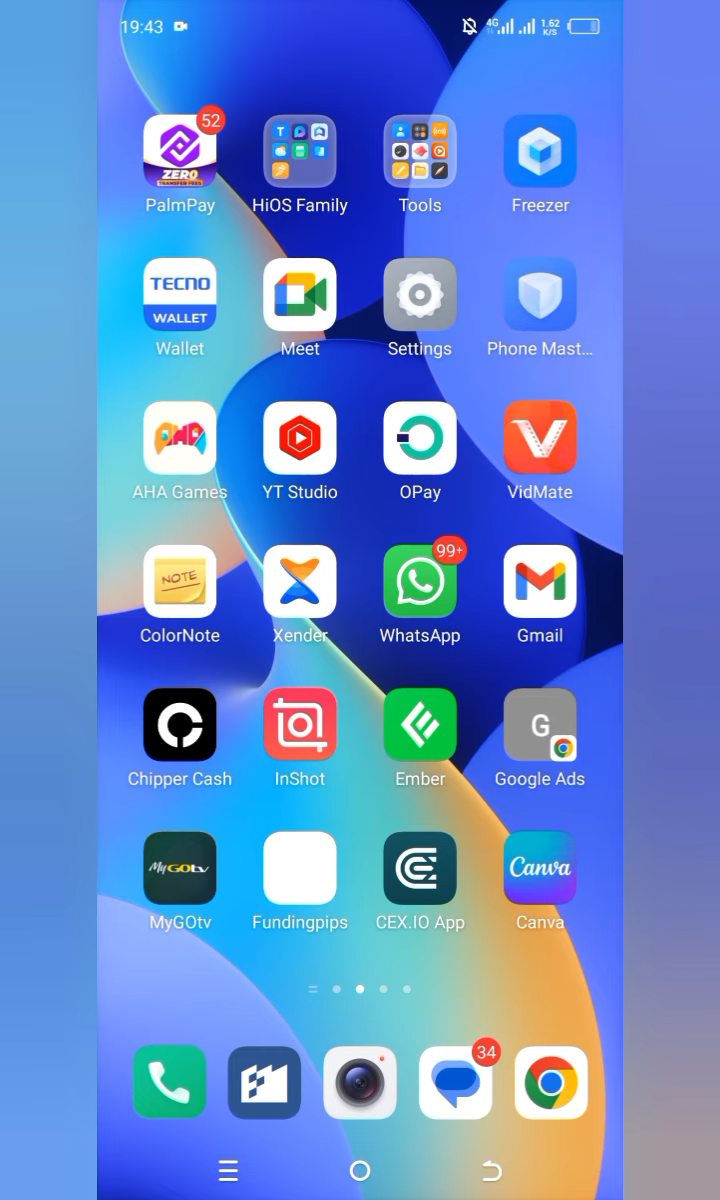 19:43
4G
1.62
K/S
52
ZERO
TRANSFER FEES
PalmPay
T
HiOS Family
Tools
Freezer
TECNO
WALLET
Wallet
Meet
Settings
Phone Mast...
AHA
AHA Games
YT Studio
OPay
VidMate
NOTE
ColorNote
Xender
99+
WhatsApp
Gmail
Chipper Cash
InShot
Ember
G
Google Ads
MyGOtv
MyGOtv
Fundingpips
CEX.IO App
Canva
Canva
34